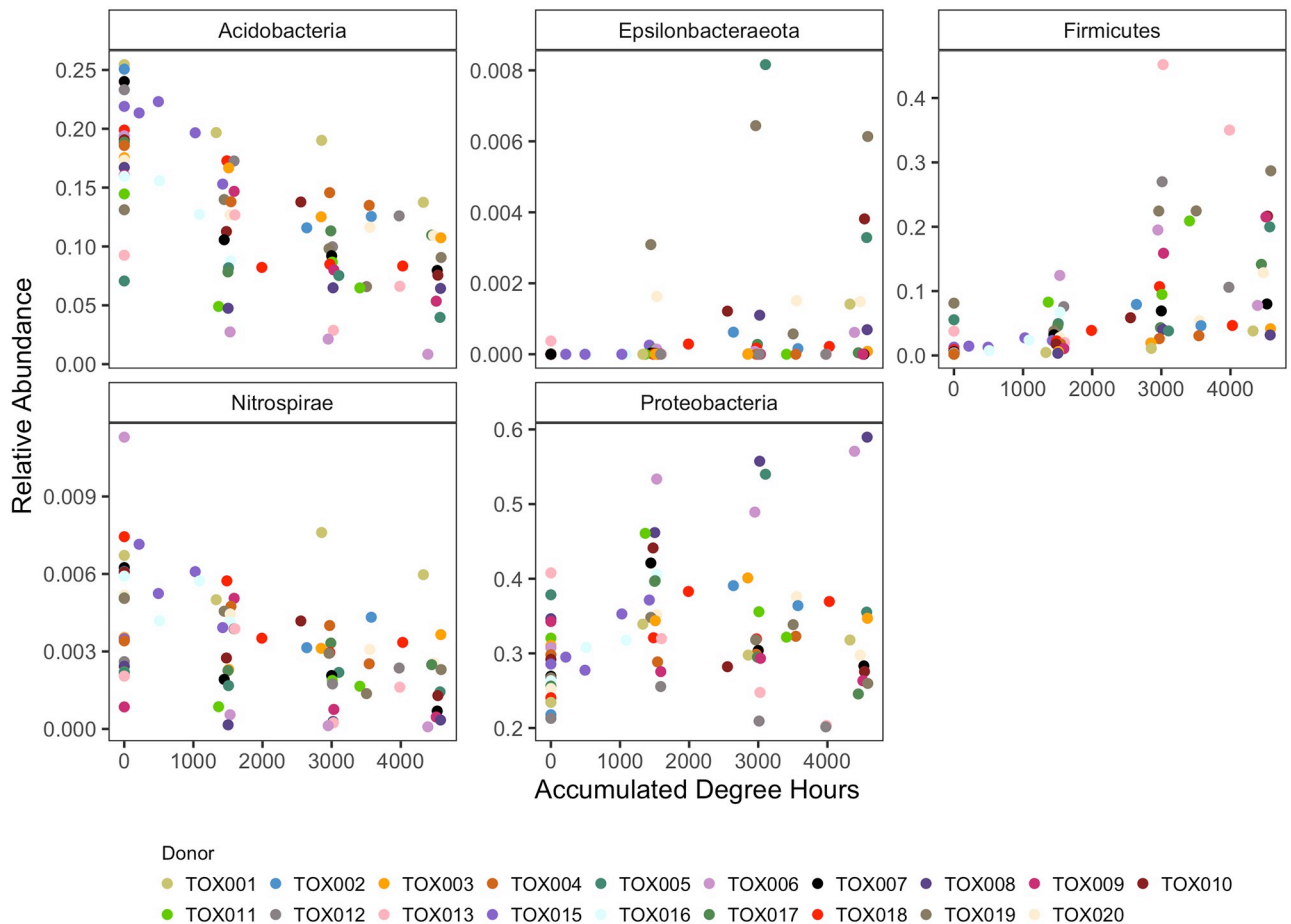 Acidobacteria
Epsilonbacteraeota
Firmicutes
0.25
0.20
0.15
0.10
0.05
0.00
0.008
0.006
0.004
0.002
0.000
0.4
0.3
0.2
0.1
0.0
0 1000 2000 3000 4000
Relative Abundance
Nitrospirae
Proteobacteria
0.009
0.006
0.003
0.000
0.6
0.5
0.4
0.3
0.2
0 1000 2000 3000 4000
0 1000 2000 3000 4000
Accumulated Degree Hours
Donor
TOX001 TOX002 TOX003 TOX004 TOX005 TOX006 TOX007 TOX008 TOX009 TOX010
TOX011 TOX012 TOX013 TOX015 TOX016 TOX017 TOX018 TOX019 TOX020